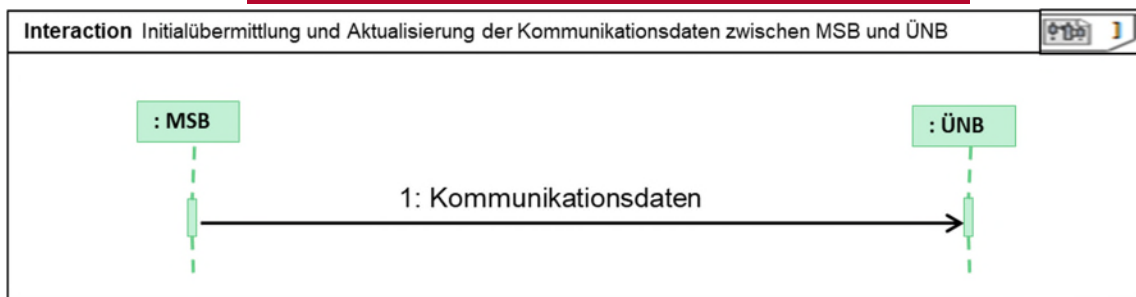 Interaction Initialübermittlung und Aktualisierung der Kommunikationsdaten zwischen MSB und ÜNB
: MSB
: ÜNB
1: Kommunikationsdaten